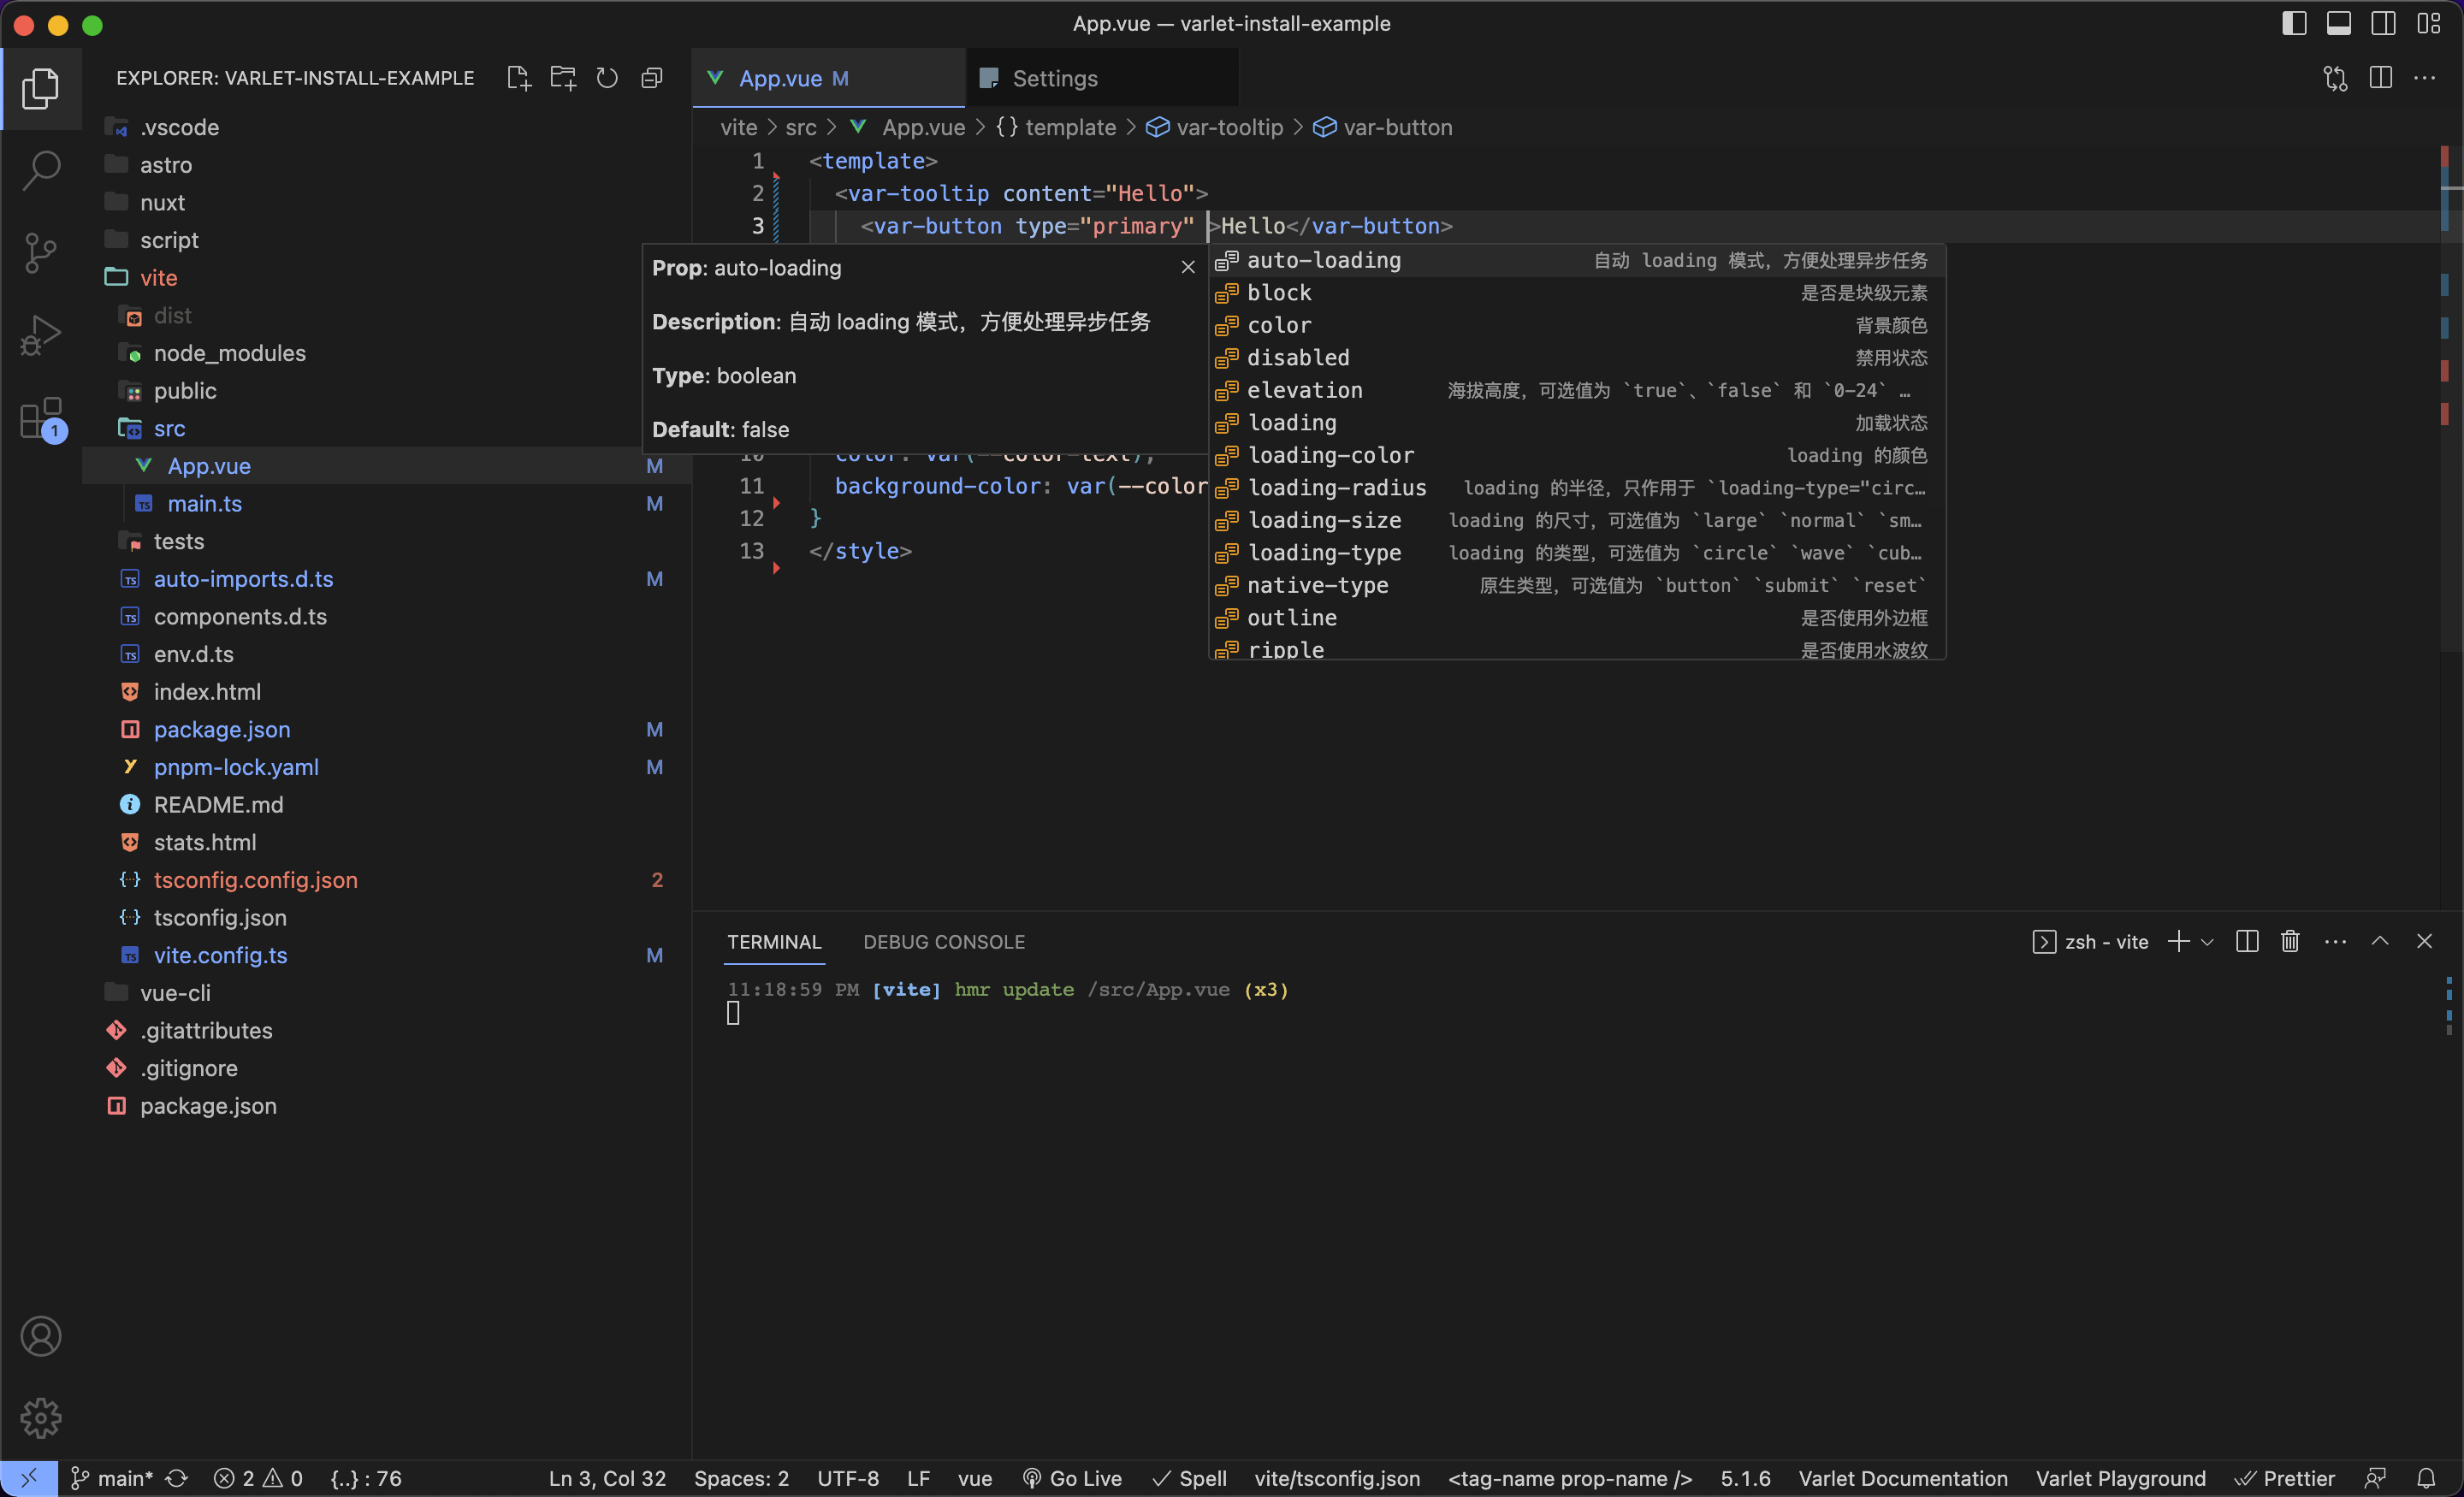 App.vue — varlet-install-example
EXPLORER: VARLET-INSTALL-EXAMPLE
.vscode
astro
nuxt
script
vite
dist
node_modules
public
src
App.vue M
main.ts M
tests
auto-imports.d.ts M
components.d.ts
env.d.ts
index.html
package.json M
pnpm-lock.yaml M
README.md
stats.html
tsconfig.config.json 2
tsconfig.json
vite.config.ts M
vue-cli
.gitattributes
.gitignore
package.json
1
App.vue M
Settings
vite > src > App.vue > {} template > var-tooltip > var-button
1 <template>
2 <var-tooltip content="Hello">
3 <var-button type="primary" >Hello</var-button>
Prop: auto-loading
Description: 自动 loading 模式，方便处理异步任务
Type: boolean
Default: false
auto-loading 自动 loading 模式，方便处理异步任务
block 是否是块级元素
color 背景颜色
disabled 禁用状态
elevation 海拔高度，可选值为 `true`、`false` 和 `0-24` …
loading 加载状态
loading-color loading 的颜色
loading-radius loading 的半径，只作用于 `loading-type="circ…
loading-size loading 的尺寸，可选值为 `large` `normal` `sm…
loading-type loading 的类型，可选值为 `circle` `wave` `cub…
native-type 原生类型，可选值为 `button` `submit` `reset`
outline 是否使用外边框
ripple 是否使用水波纹
10 color: var(--color-text);
11 background-color: var(--color
12 }
13 </style>
TERMINAL DEBUG CONSOLE
zsh - vite
11:18:59 PM [vite] hmr update /src/App.vue (x3)
main* 2 0 {..} : 76 Ln 3, Col 32 Spaces: 2 UTF-8 LF vue Go Live Spell vite/tsconfig.json <tag-name prop-name /> 5.1.6 Varlet Documentation Varlet Playground Prettier